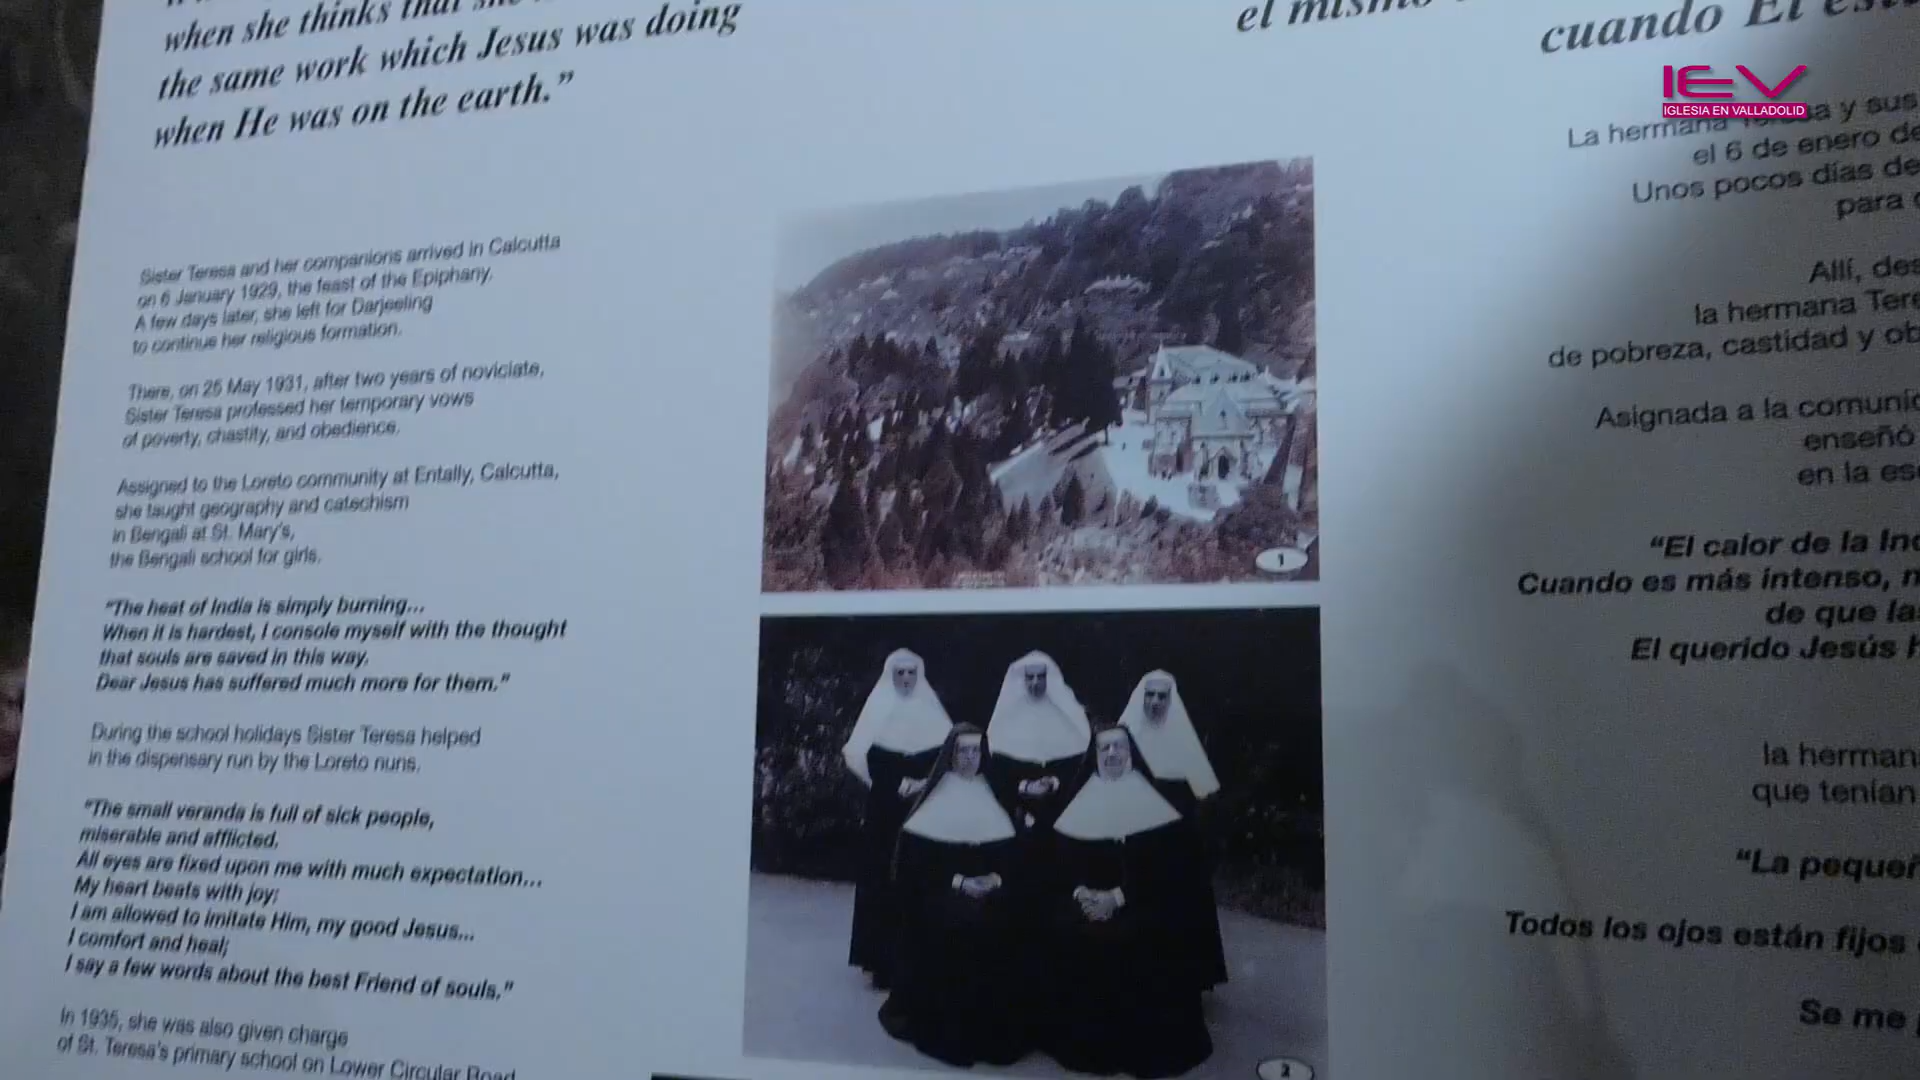 when she thinks that she
the same work which Jesus was doing
when He was on the earth.”
Sister Teresa and her companions arrived in Calcutta
on 6 January 1929, the feast of the Epiphany.
A few days later, she left for Darjeeling
to continue her religious formation.
There, on 25 May 1931, after two years of noviciate,
Sister Teresa professed her temporary vows
of poverty, chastity, and obedience.
Assigned to the Loreto community at Entally, Calcutta,
she taught geography and catechism
in Bengali at St. Mary's,
the Bengali school for girls.
“The heat of India is simply burning...
When it is hardest, I console myself with the thought
that souls are saved in this way.
Dear Jesus has suffered much more for them.”
During the school holidays Sister Teresa helped
in the dispensary run by the Loreto nuns.
“The small veranda is full of sick people,
miserable and afflicted.
All eyes are fixed upon me with much expectation...
My heart beats with joy;
I am allowed to imitate Him, my good Jesus...
I comfort and heal;
I say a few words about the best Friend of souls.”
In 1935, she was also given charge
of St. Teresa's primary school on Lower Circular Road
1
2
el mismo
cuando El
IEV
IGLESIA EN VALLADOLID
La hermana Teresa y sus
el 6 de enero de
Unos pocos días de
para
Allí, des
la hermana Tere
de pobreza, castidad y ob
Asignada a la comunid
enseñó
en la es
“El calor de la Ind
Cuando es más intenso, m
de que la
El querido Jesús h
la herman
que tenían
“La pequeñ
Todos los ojos están fijos
Se me